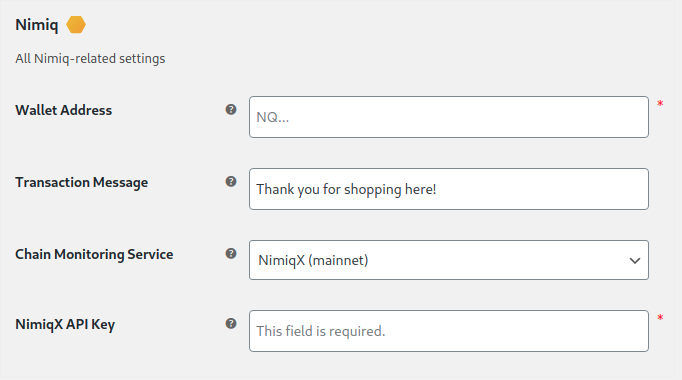 Nimiq
All Nimiq-related settings
Wallet Address ? NQ... *
Transaction Message ? Thank you for shopping here!
Chain Monitoring Service ? NimiqX (mainnet)
NimiqX API Key ? This field is required. *